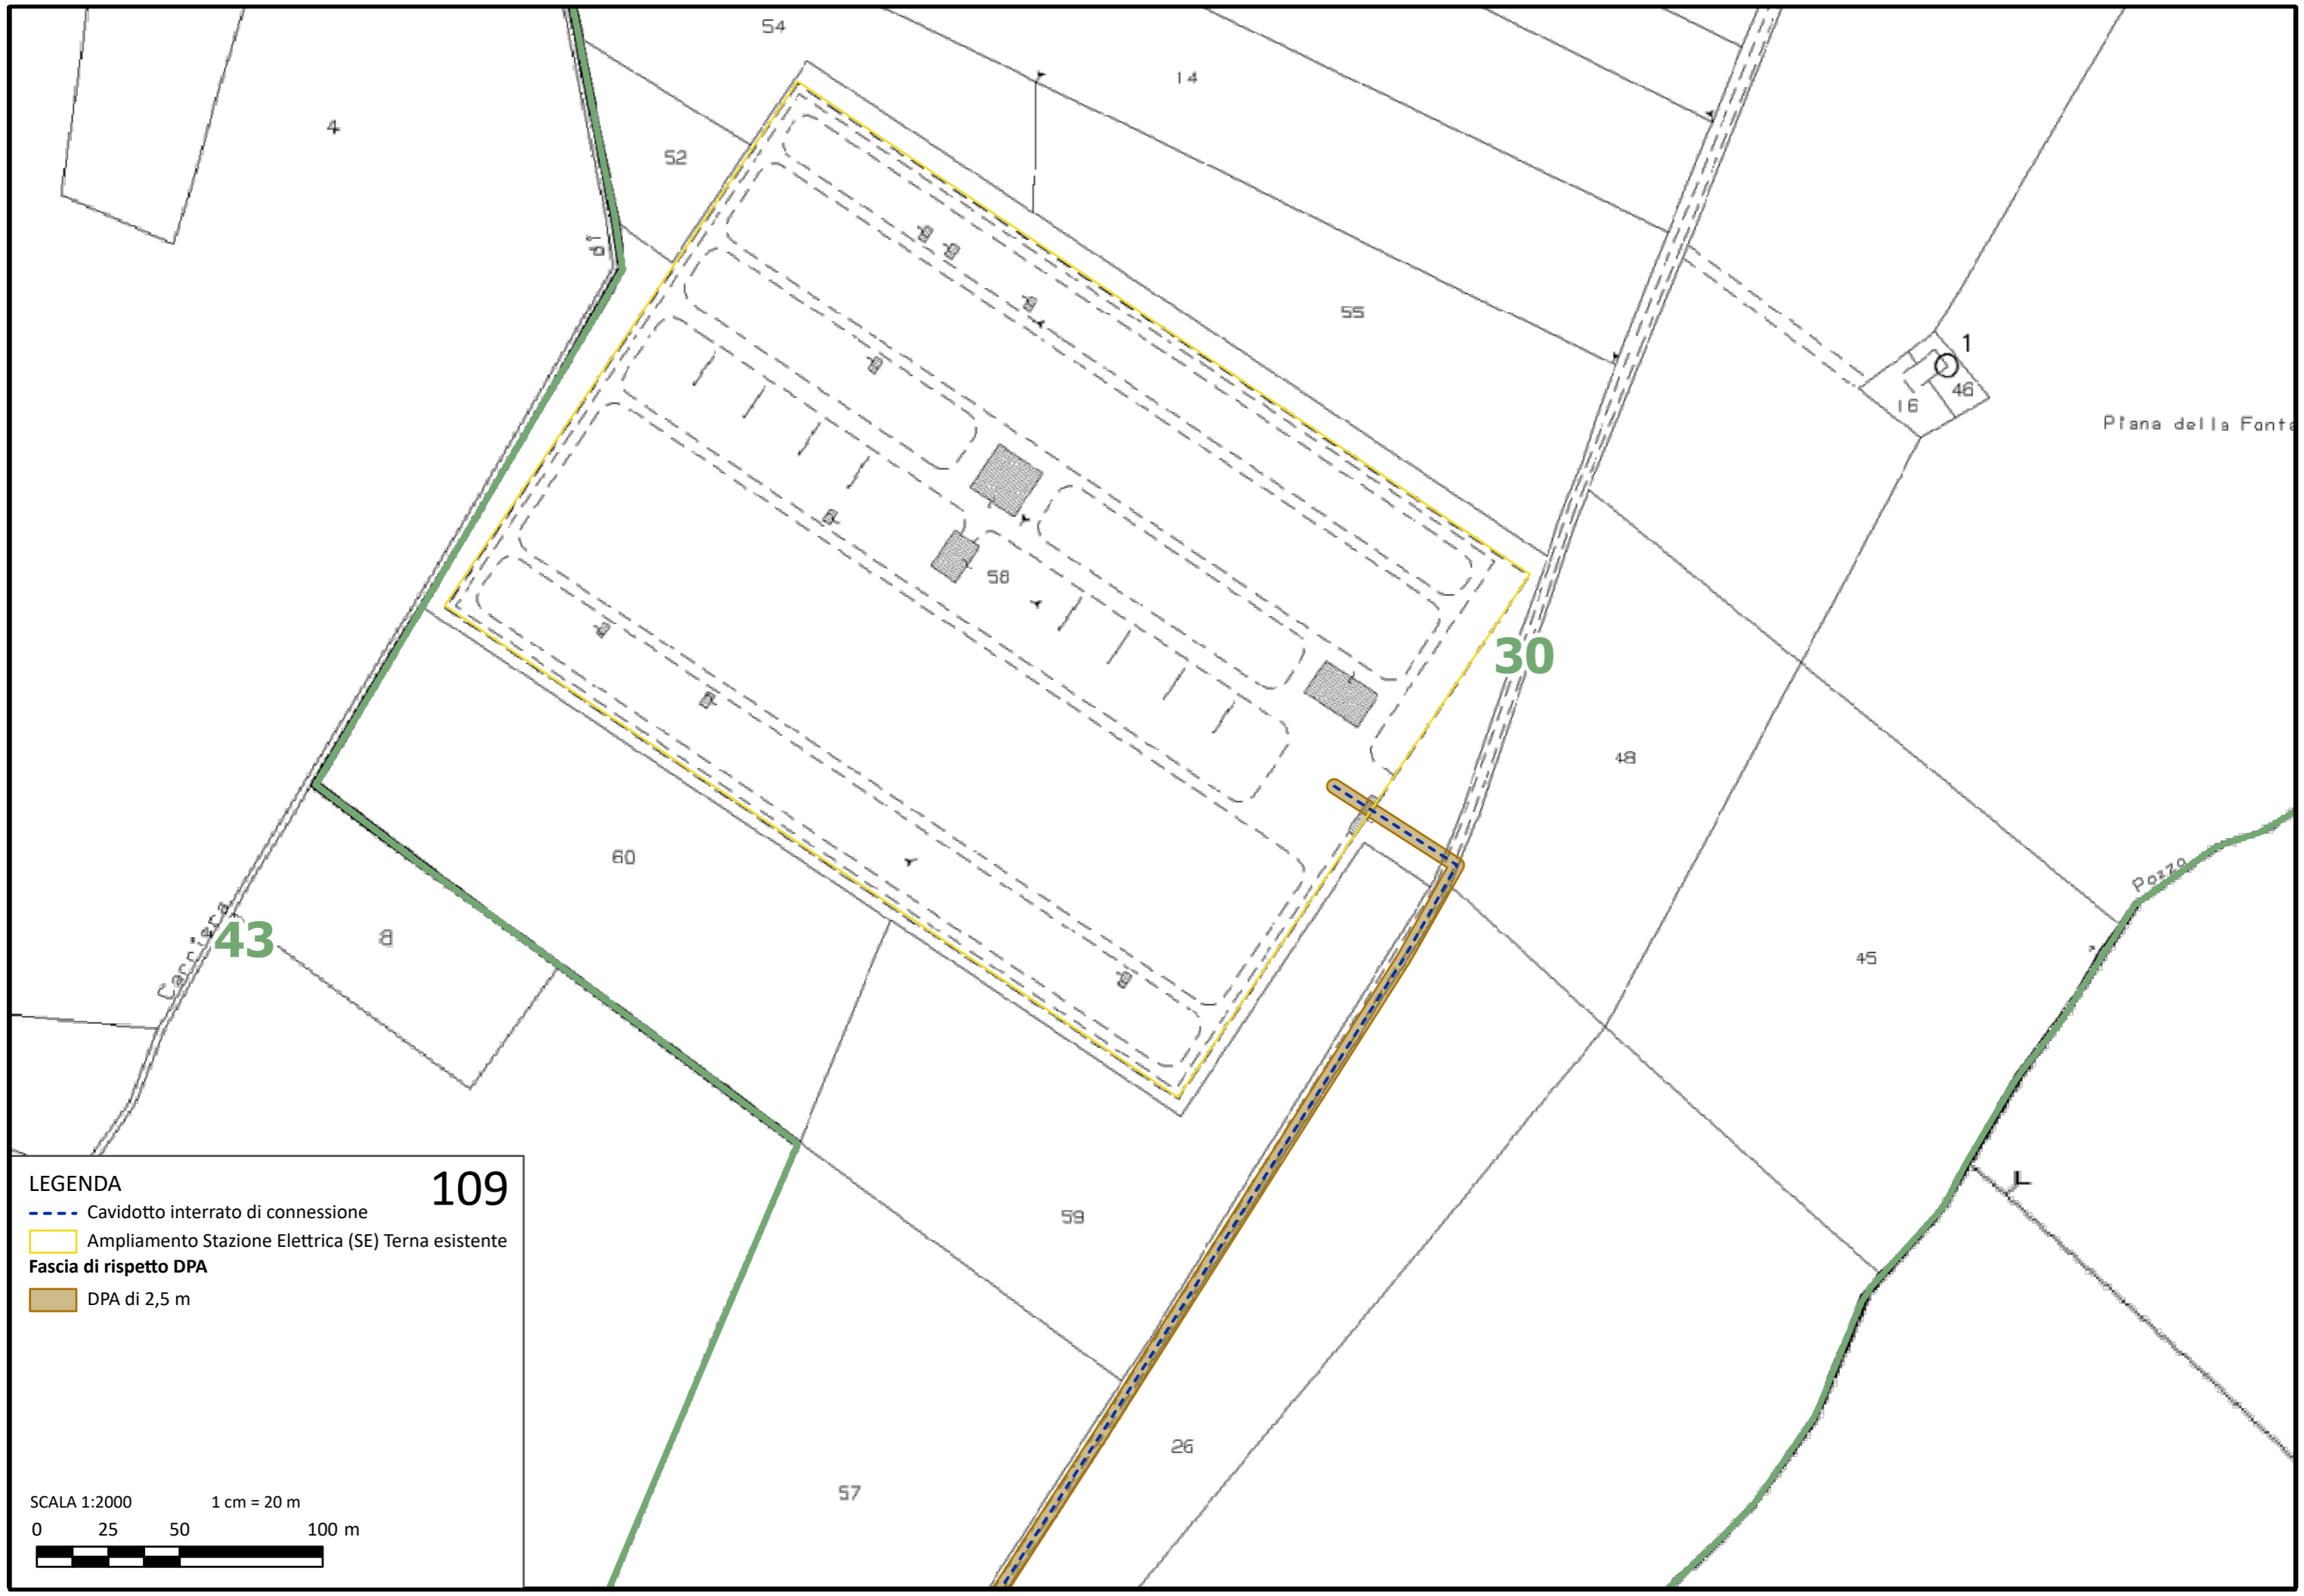 54
14
4
52
di
55
1
46
16
Piana della Fonta
58
30
48
60
Pozzo
43
8
Carriera
45
59
26
57
LEGENDA
109
Cavidotto interrato di connessione
Ampliamento Stazione Elettrica (SE) Terna esistente
Fascia di rispetto DPA
DPA di 2,5 m
SCALA 1:2000 1 cm = 20 m
0 25 50 100 m